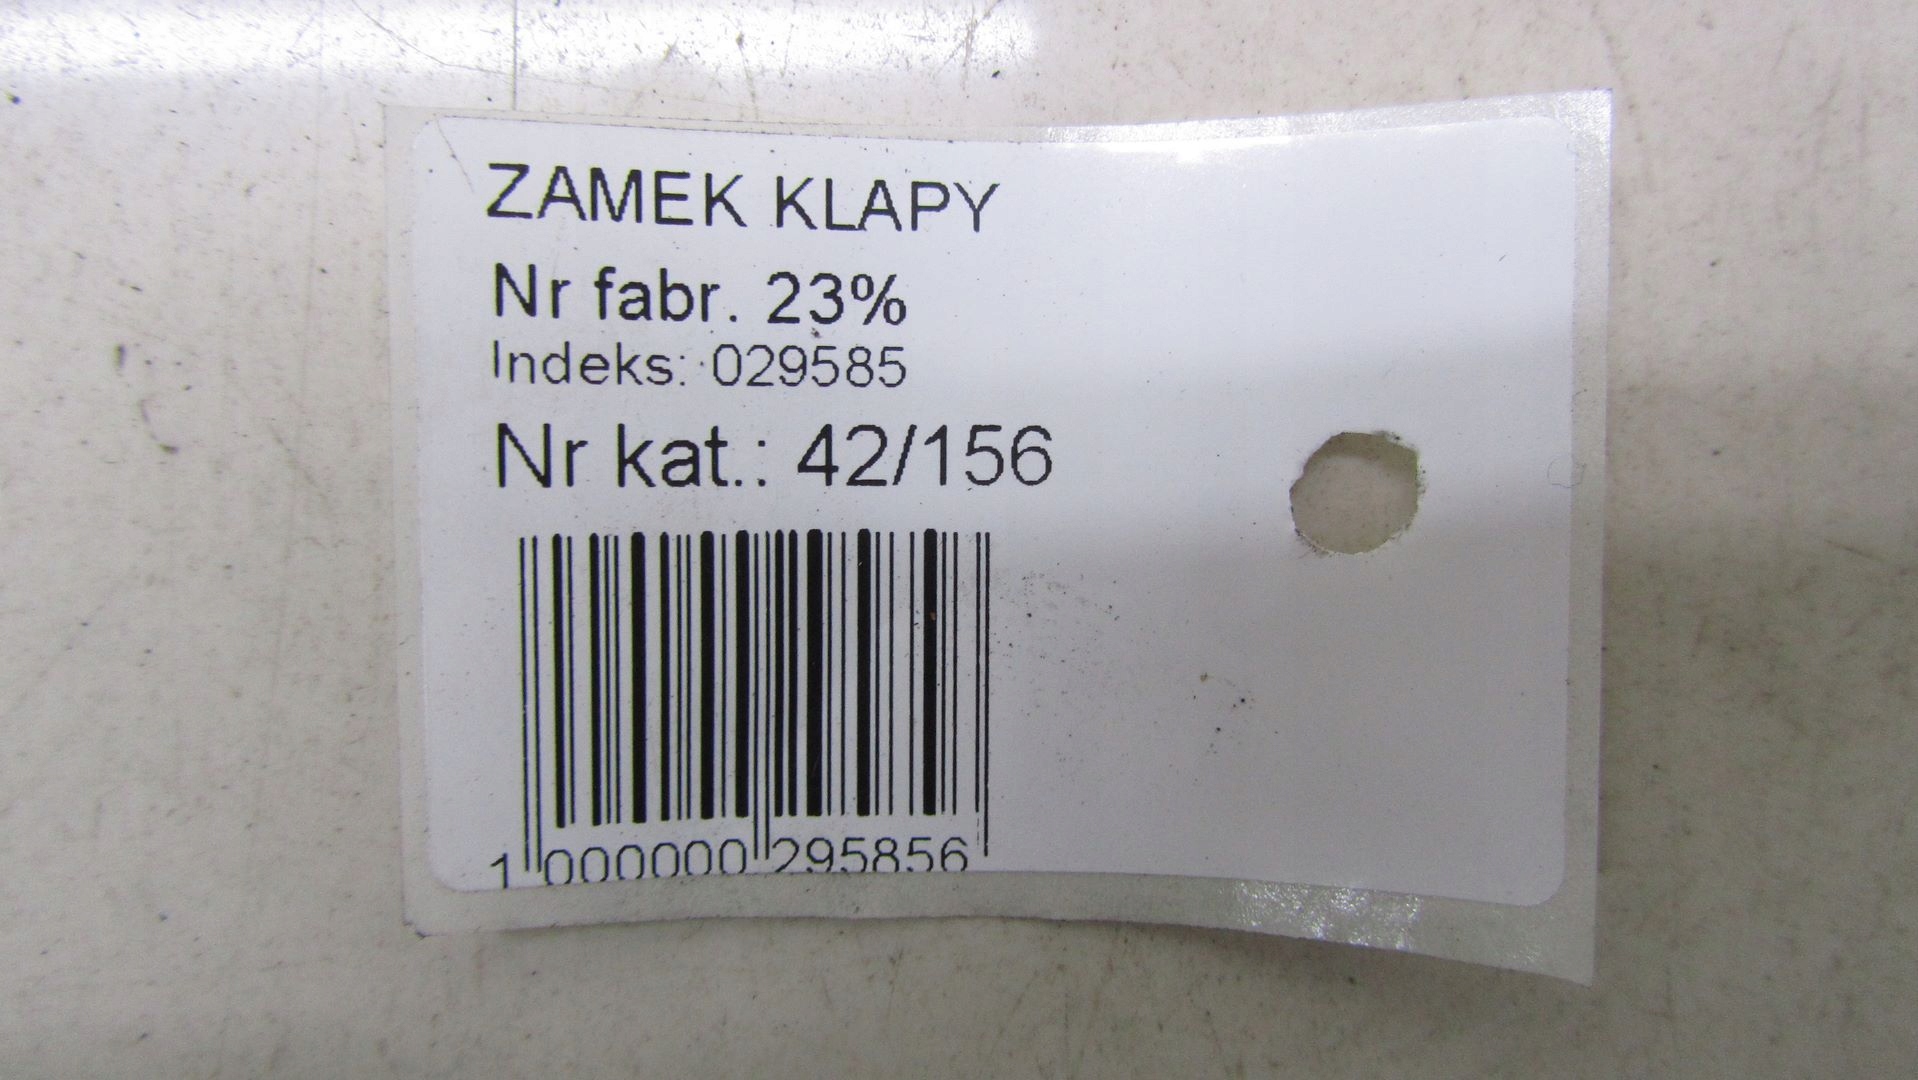 ZAMEK KLAPY
Nr fabr. 23%
Indeks: 029585
Nr kat.: 42/156
1 000000 295856